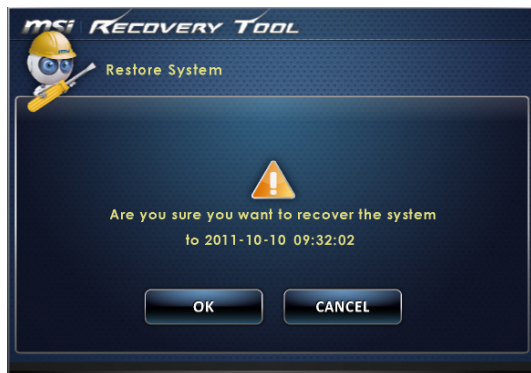 msi RECOVERY TOOL
Restore System
Are you sure you want to recover the system
to 2011-10-10 09:32:02
OK CANCEL